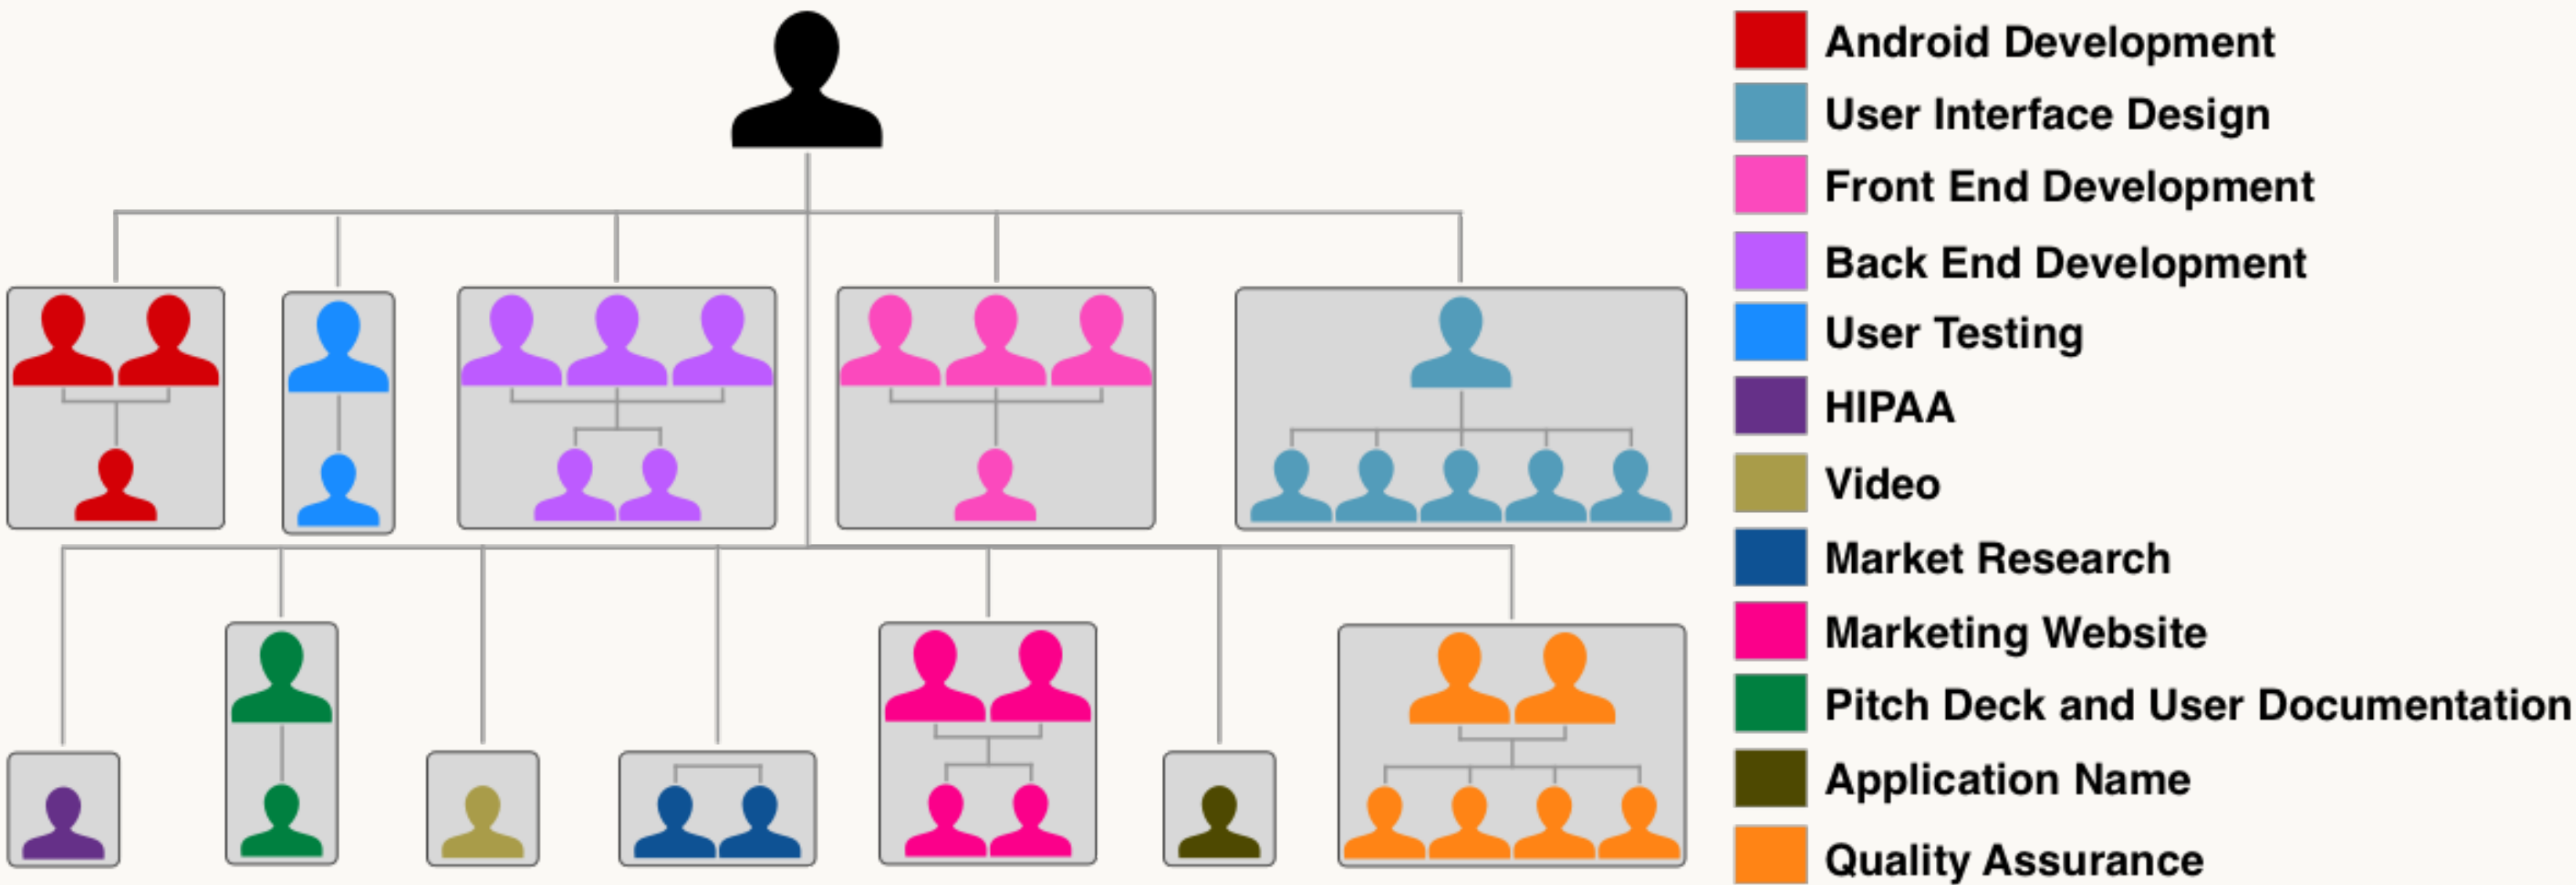 Android Development
User Interface Design
Front End Development
Back End Development
User Testing
HIPAA
Video
Market Research
Marketing Website
Pitch Deck and User Documentation
Application Name
Quality Assurance